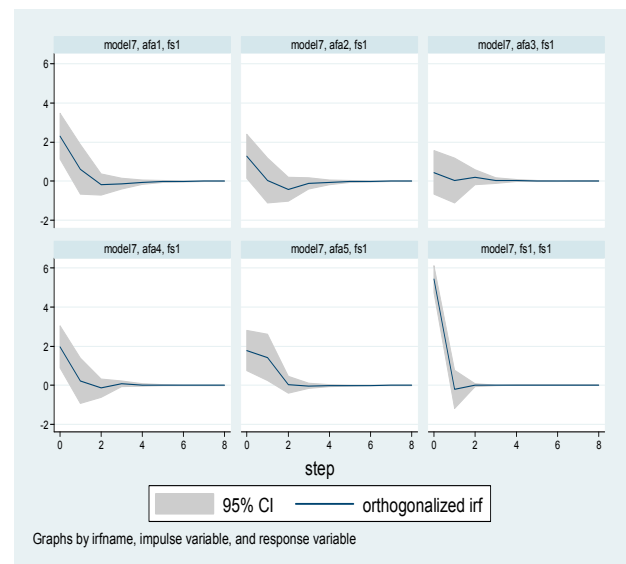 model7, afa1, fs1
model7, afa2, fs1
model7, afa3, fs1
6
4
2
0
-2
model7, afa4, fs1
model7, afa5, fs1
model7, fs1, fs1
6
4
2
0
-2
0 2 4 6 8
0 2 4 6 8
0 2 4 6 8
step
95% CI
orthogonalized irf
Graphs by irfname, impulse variable, and response variable